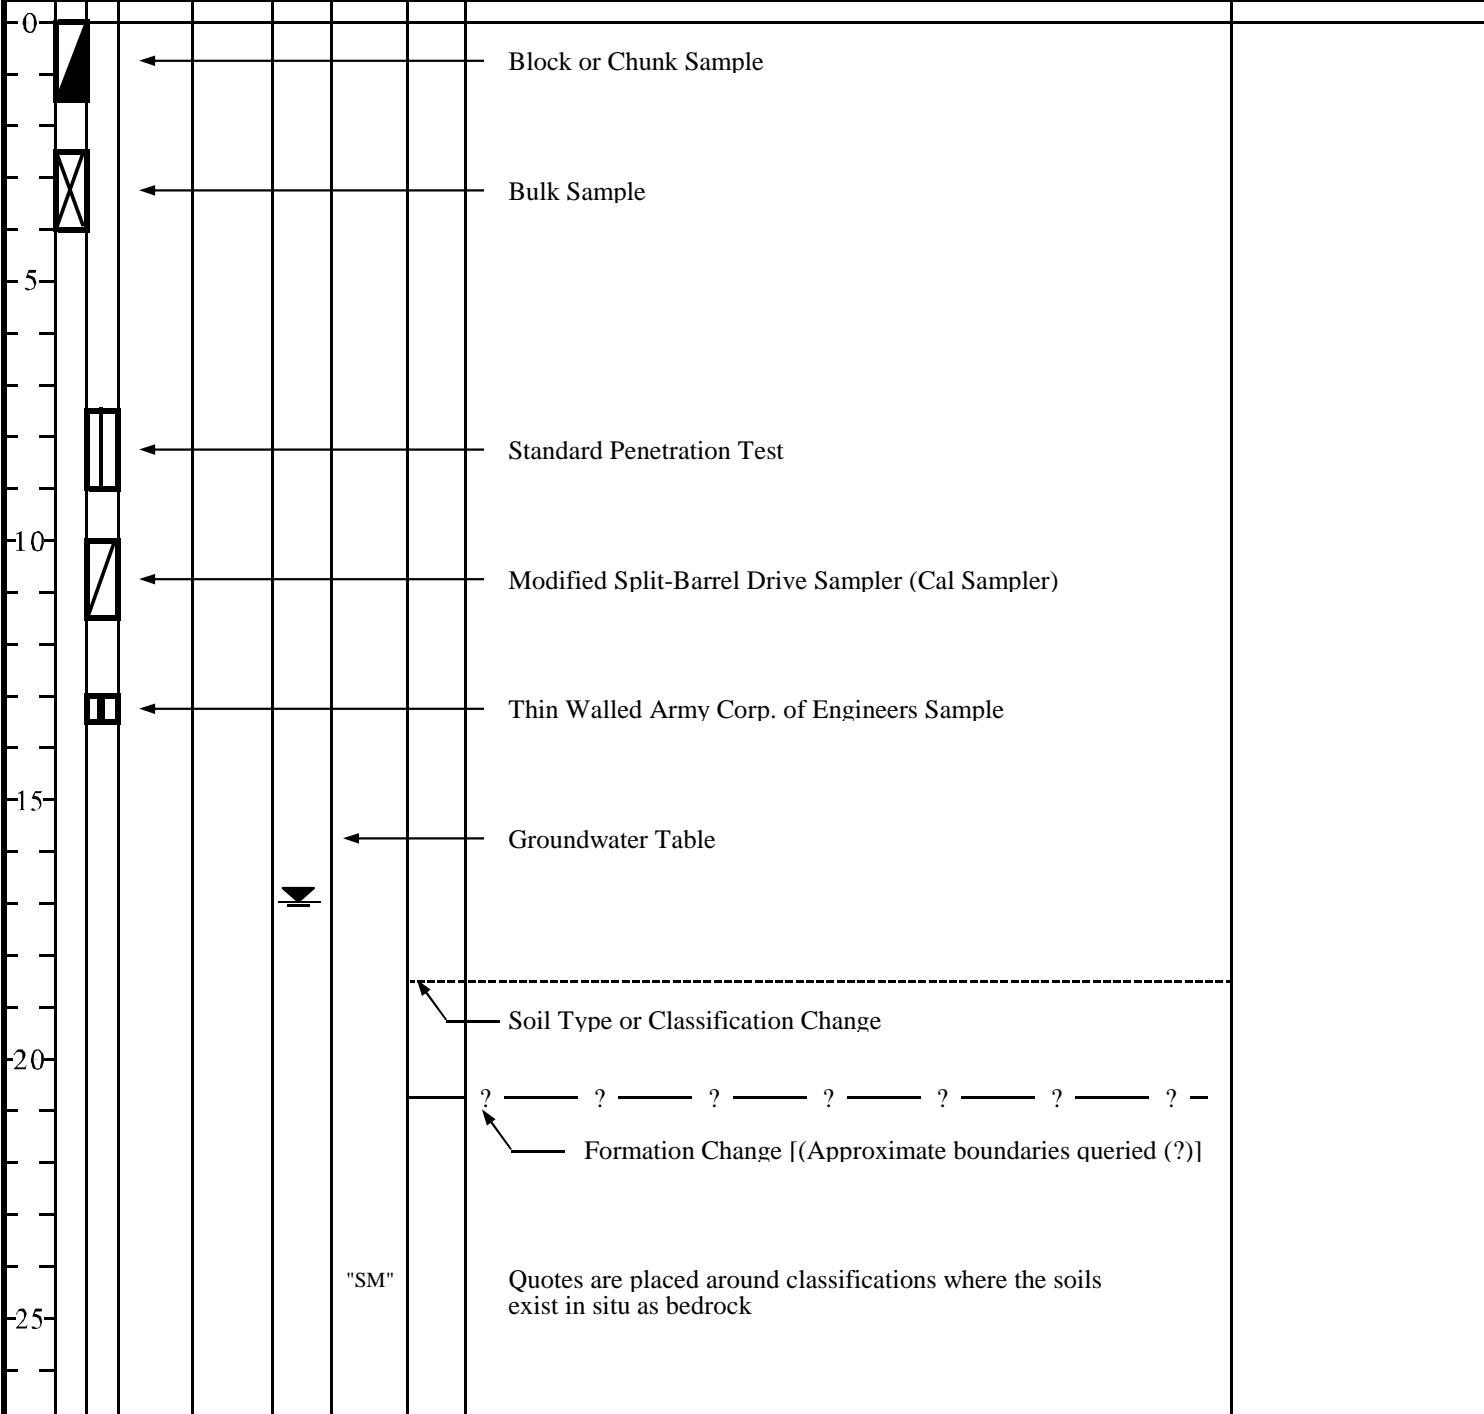 0
Block or Chunk Sample
Bulk Sample
5
Standard Penetration Test
10
Modified Split-Barrel Drive Sampler (Cal Sampler)
Thin Walled Army Corp. of Engineers Sample
15
Groundwater Table
Soil Type or Classification Change
20
? ? ? ? ? ? ?
Formation Change [(Approximate boundaries queried (?)]
"SM" Quotes are placed around classifications where the soils
exist in situ as bedrock
25